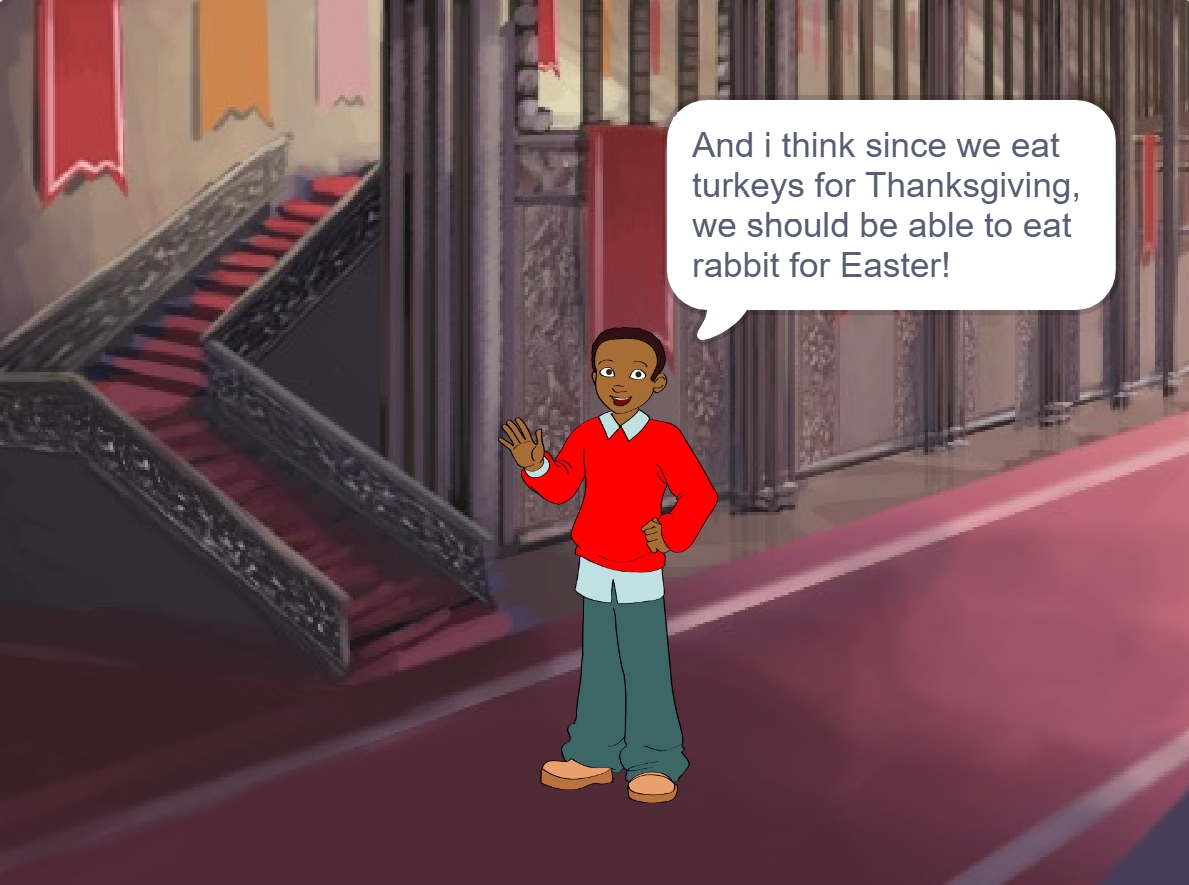 And i think since we eat
turkeys for Thanksgiving,
we should be able to eat
rabbit for Easter!